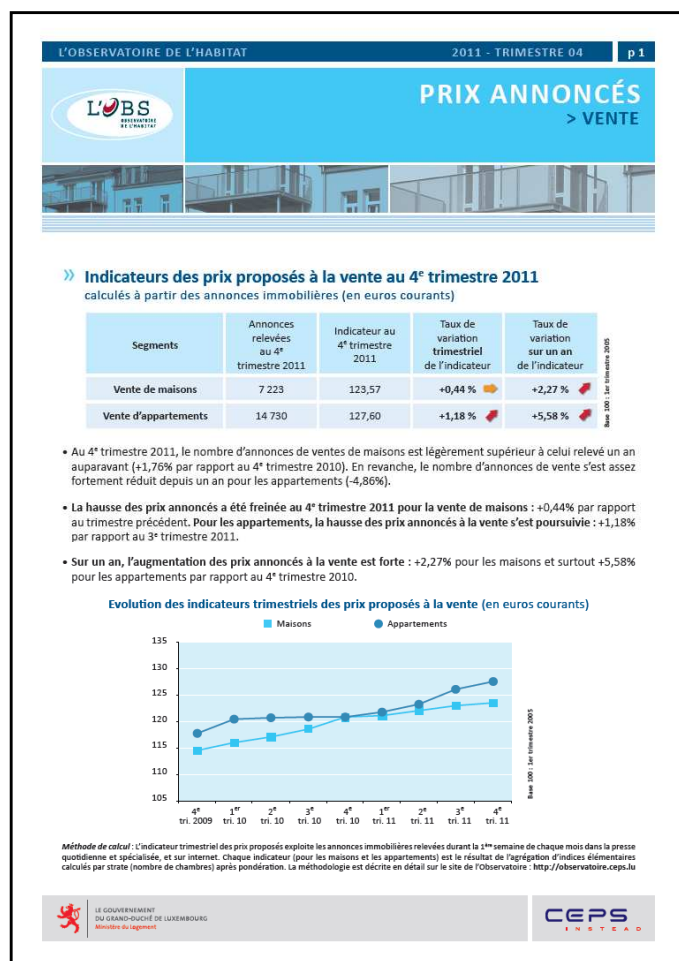 L'OBSERVATOIRE DE L'HABITAT
2011 - TRIMESTRE 04
p 1
L'OBS
OBSERVATOIRE
DE L'HABITAT
PRIX ANNONCÉS
> VENTE
» Indicateurs des prix proposés à la vente au 4e trimestre 2011
calculés à partir des annonces immobilières (en euros courants)
Segments
Annonces
relevées
au 4e
trimestre 2011
Indicateur au
4e trimestre
2011
Taux de
variation
trimestriel
de l'indicateur
Taux de
variation
sur un an
de l'indicateur
Vente de maisons 7 223 123,57 +0,44 % +2,27 %
Vente d'appartements 14 730 127,60 +1,18 % +5,58 %
Base 100 : 1er trimestre 2005
• Au 4e trimestre 2011, le nombre d'annonces de ventes de maisons est légèrement supérieur à celui relevé un an
auparavant (+1,76% par rapport au 4e trimestre 2010). En revanche, le nombre d'annonces de vente s'est assez
fortement réduit depuis un an pour les appartements (-4,86%).
• La hausse des prix annoncés a été freinée au 4e trimestre 2011 pour la vente de maisons : +0,44% par rapport
au trimestre précédent. Pour les appartements, la hausse des prix annoncés à la vente s'est poursuivie : +1,18%
par rapport au 3e trimestre 2011.
• Sur un an, l'augmentation des prix annoncés à la vente est forte : +2,27% pour les maisons et surtout +5,58%
pour les appartements par rapport au 4e trimestre 2010.
Evolution des indicateurs trimestriels des prix proposés à la vente (en euros courants)
Maisons
Appartements
135
130
125
120
115
110
105
4e
tri. 2009
1er
tri. 10
2e
tri. 10
3e
tri. 10
4e
tri. 10
1er
tri. 11
2e
tri. 11
3e
tri. 11
4e
tri. 11
Base 100 : 1er trimestre 2005
Méthode de calcul : L'indicateur trimestriel des prix proposés exploite les annonces immobilières relevées durant la 1ère semaine de chaque mois dans la presse
quotidienne et spécialisée, et sur internet. Chaque indicateur (pour les maisons et les appartements) est le résultat de l'agrégation d'indices élémentaires
calculés par strate (nombre de chambres) après pondération. La méthodologie est décrite en détail sur le site de l'Observatoire : http://observatoire.ceps.lu
LE GOUVERNEMENT
DU GRAND-DUCHÉ DE LUXEMBOURG
Ministère du Logement
CEPS
INSTEAD